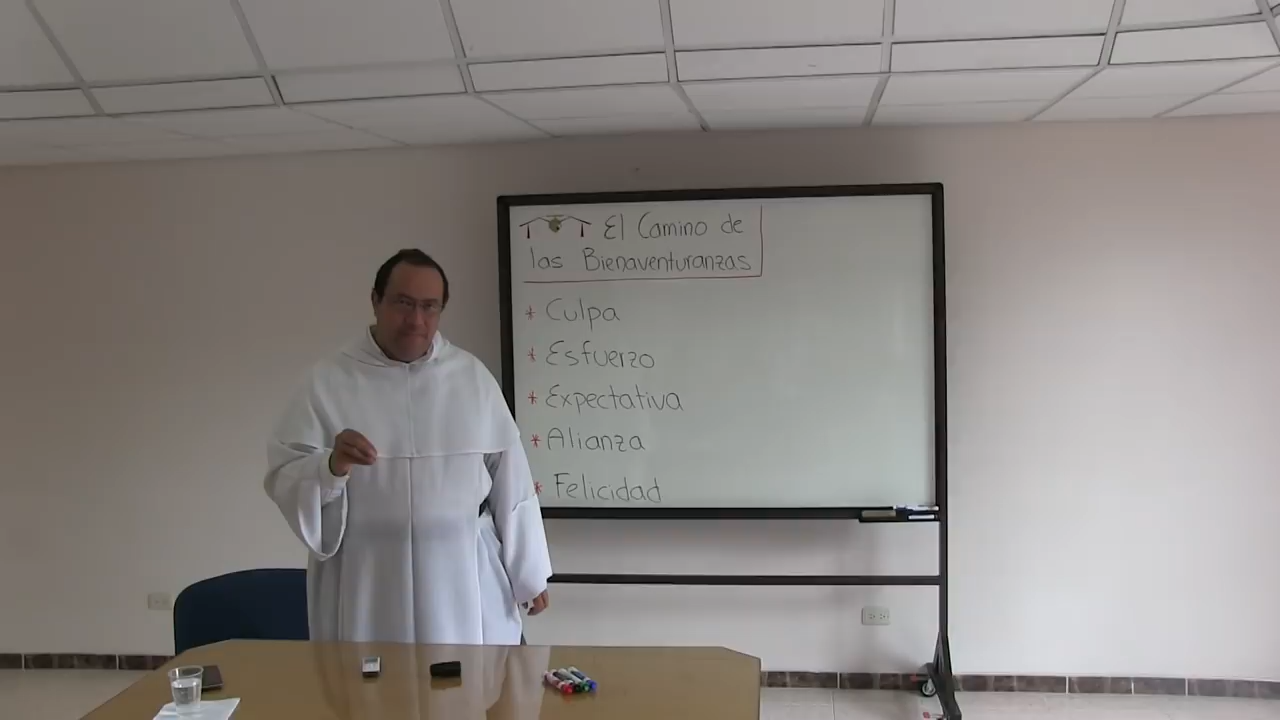 El Camino de
las Bienaventuranzas
* Culpa
* Esfuerzo
* Expectativa
* Alianza
* Felicidad